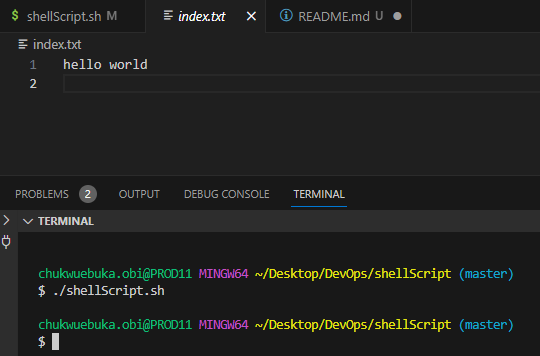 $ shellScript.sh M index.txt README.md U
index.txt
1 hello world
2
PROBLEMS 2 OUTPUT DEBUG CONSOLE TERMINAL
TERMINAL
chukwuebuka.obi@PROD11 MINGW64 ~/Desktop/DevOps/shellScript (master)
$ ./shellScript.sh
chukwuebuka.obi@PROD11 MINGW64 ~/Desktop/DevOps/shellScript (master)
$